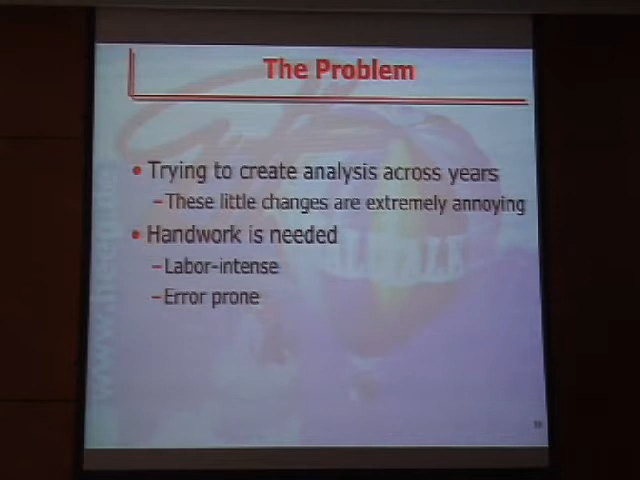 The Problem
• Trying to create analysis across years
–These little changes are extremely annoying
• Handwork is needed
–Labor-intense
–Error prone